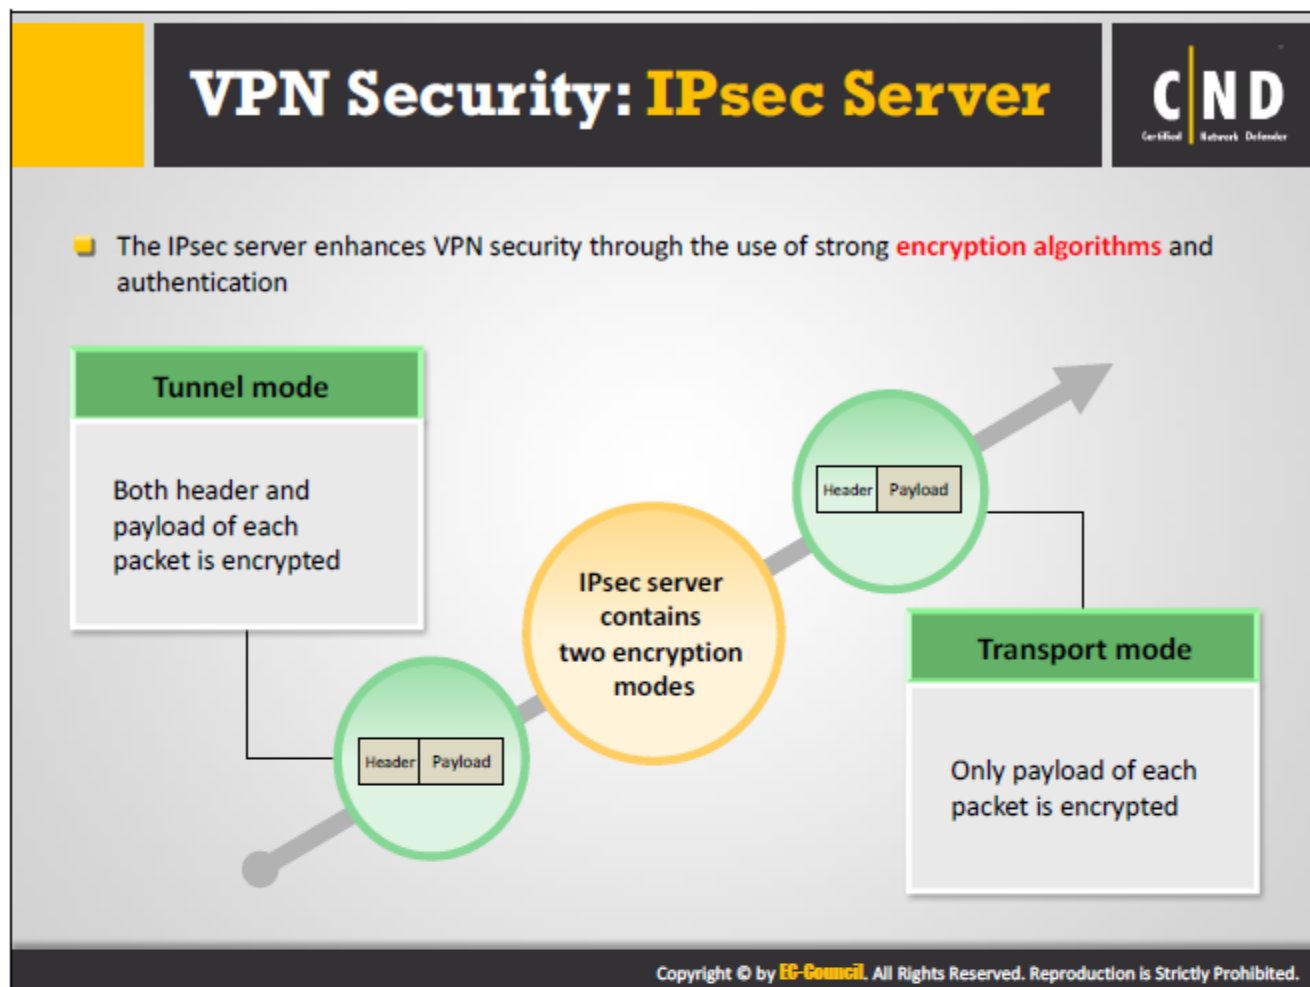 VPN Security: IPsec Server
C ND
Certified Network Defender
The IPsec server enhances VPN security through the use of strong encryption algorithms and
authentication
Tunnel mode
Both header and
payload of each
packet is encrypted
Header Payload
IPsec server
contains
two encryption
modes
Header Payload
Transport mode
Only payload of each
packet is encrypted
Copyright © by EC-Council. All Rights Reserved. Reproduction is Strictly Prohibited.